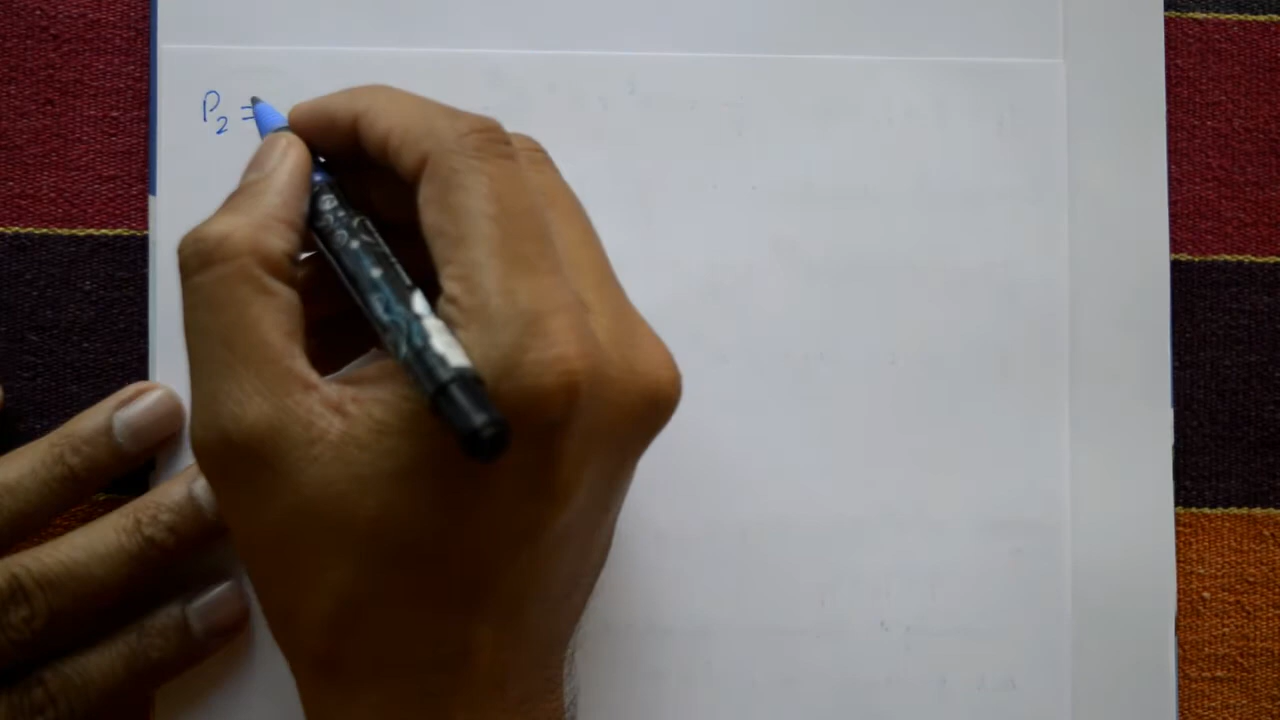 P₂ =